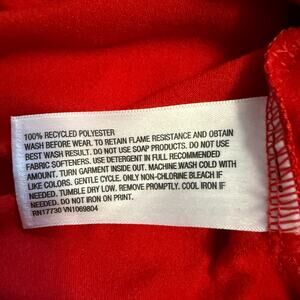 100% RECYCLED POLYESTER
WASH BEFORE WEAR. TO RETAIN FLAME RESISTANCE AND OBTAIN
BEST WASH RESULT. DO NOT USE SOAP PRODUCTS. DO NOT USE
FABRIC SOFTENERS. USE DETERGENT IN FULL RECOMMENDED
AMOUNT. TURN GARMENT INSIDE OUT. MACHINE WASH COLD WITH
LIKE COLORS. GENTLE CYCLE. ONLY NON-CHLORINE BLEACH IF
NEEDED. TUMBLE DRY LOW. REMOVE PROMPTLY. COOL IRON IF
NEEDED. DO NOT IRON ON PRINT.
RN17730 VN1069804